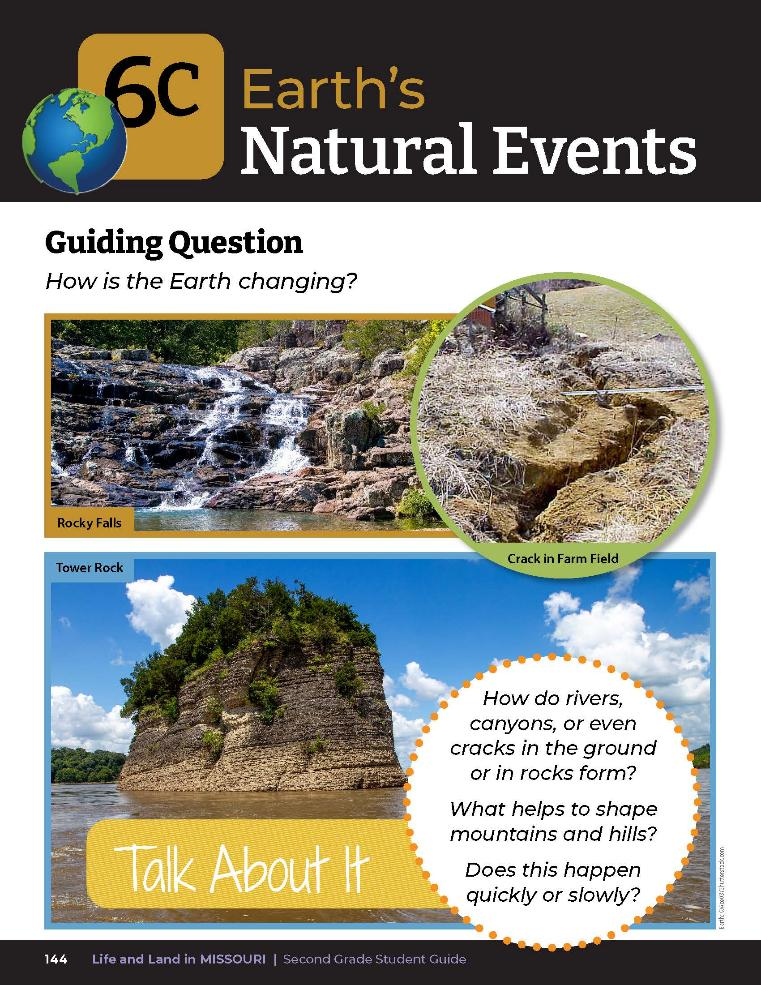 6C
Earth's
Natural Events
Guiding Question
How is the Earth changing?
Rocky Falls
Crack in Farm Field
Tower Rock
How do rivers,
canyons, or even
cracks in the ground
or in rocks form?
What helps to shape
mountains and hills?
Does this happen
quickly or slowly?
Talk About It
144 Life and Land in MISSOURI | Second Grade Student Guide